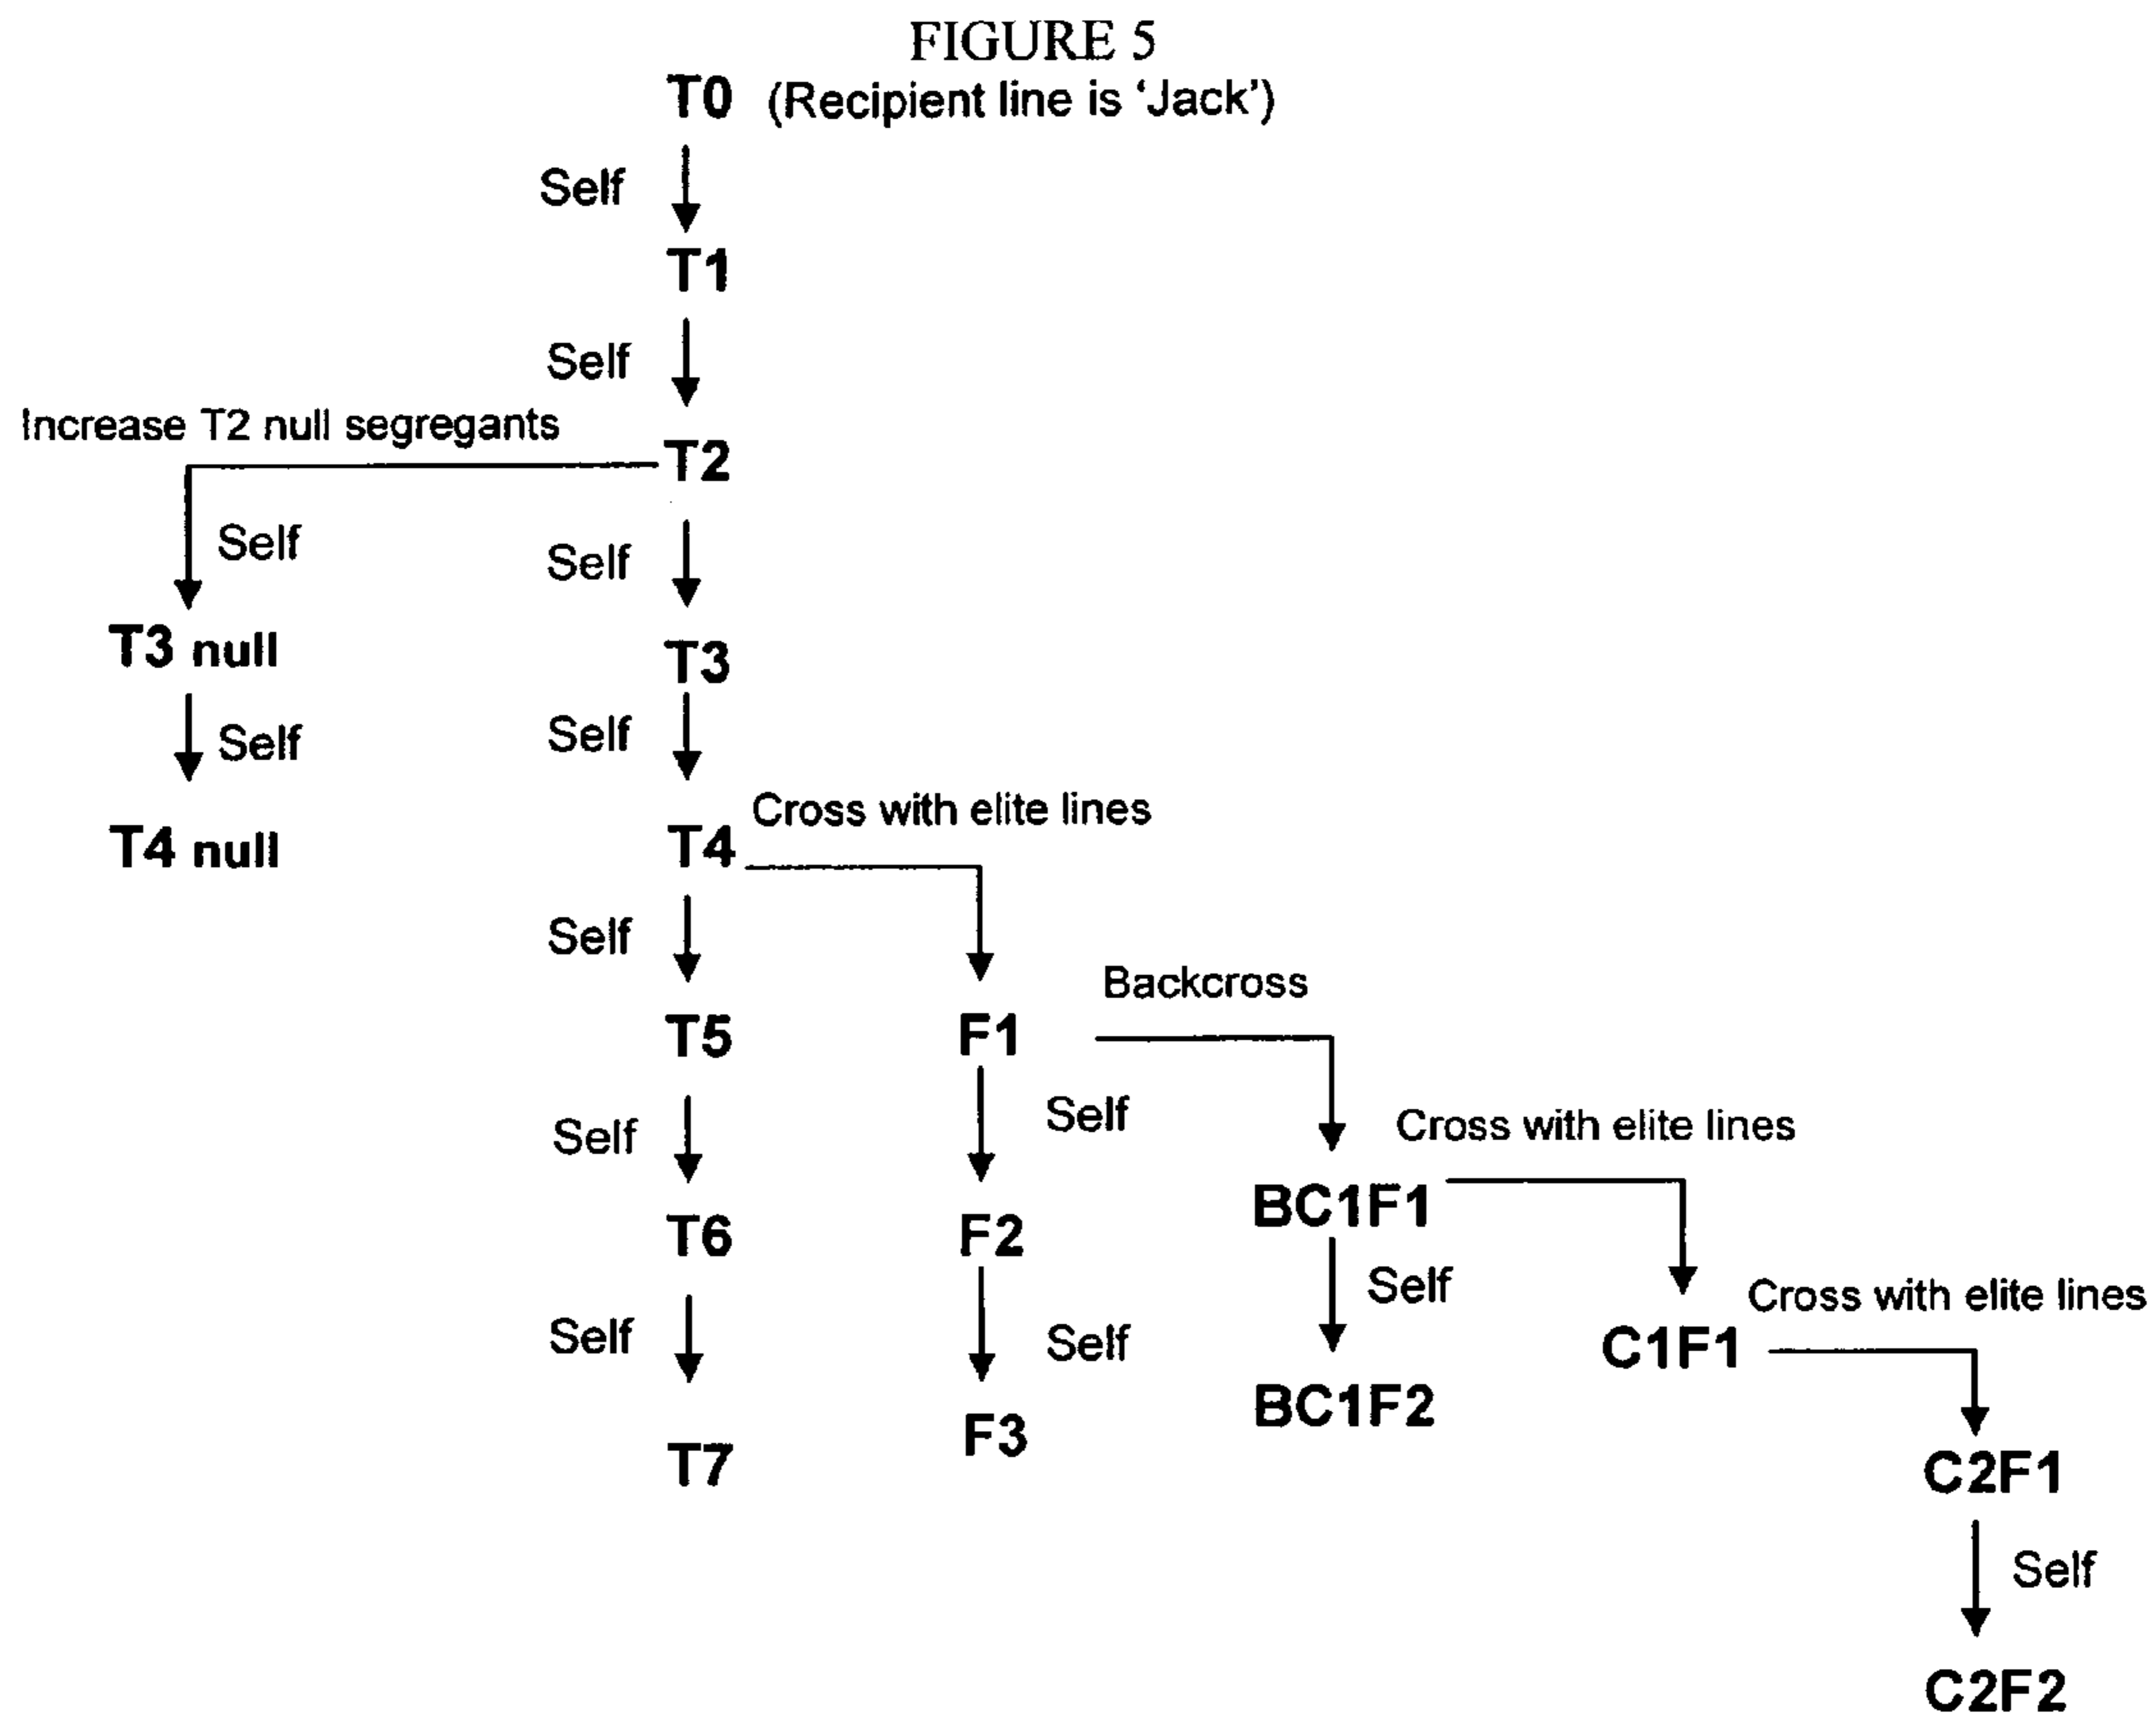 FIGURE 5
T0 (Recipient line is ‘Jack’)
Self
T1
Self
Increase T2 null segregants
T2
Self
Self
T3 null
T3
Self
Self
Cross with elite lines
T4 null
T4
Self
Backcross
T5
F1
Self
Cross with elite lines
Self
BC1F1
T6
F2
Self
Cross with elite lines
Self
Self
C1F1
BC1F2
F3
T7
C2F1
Self
C2F2